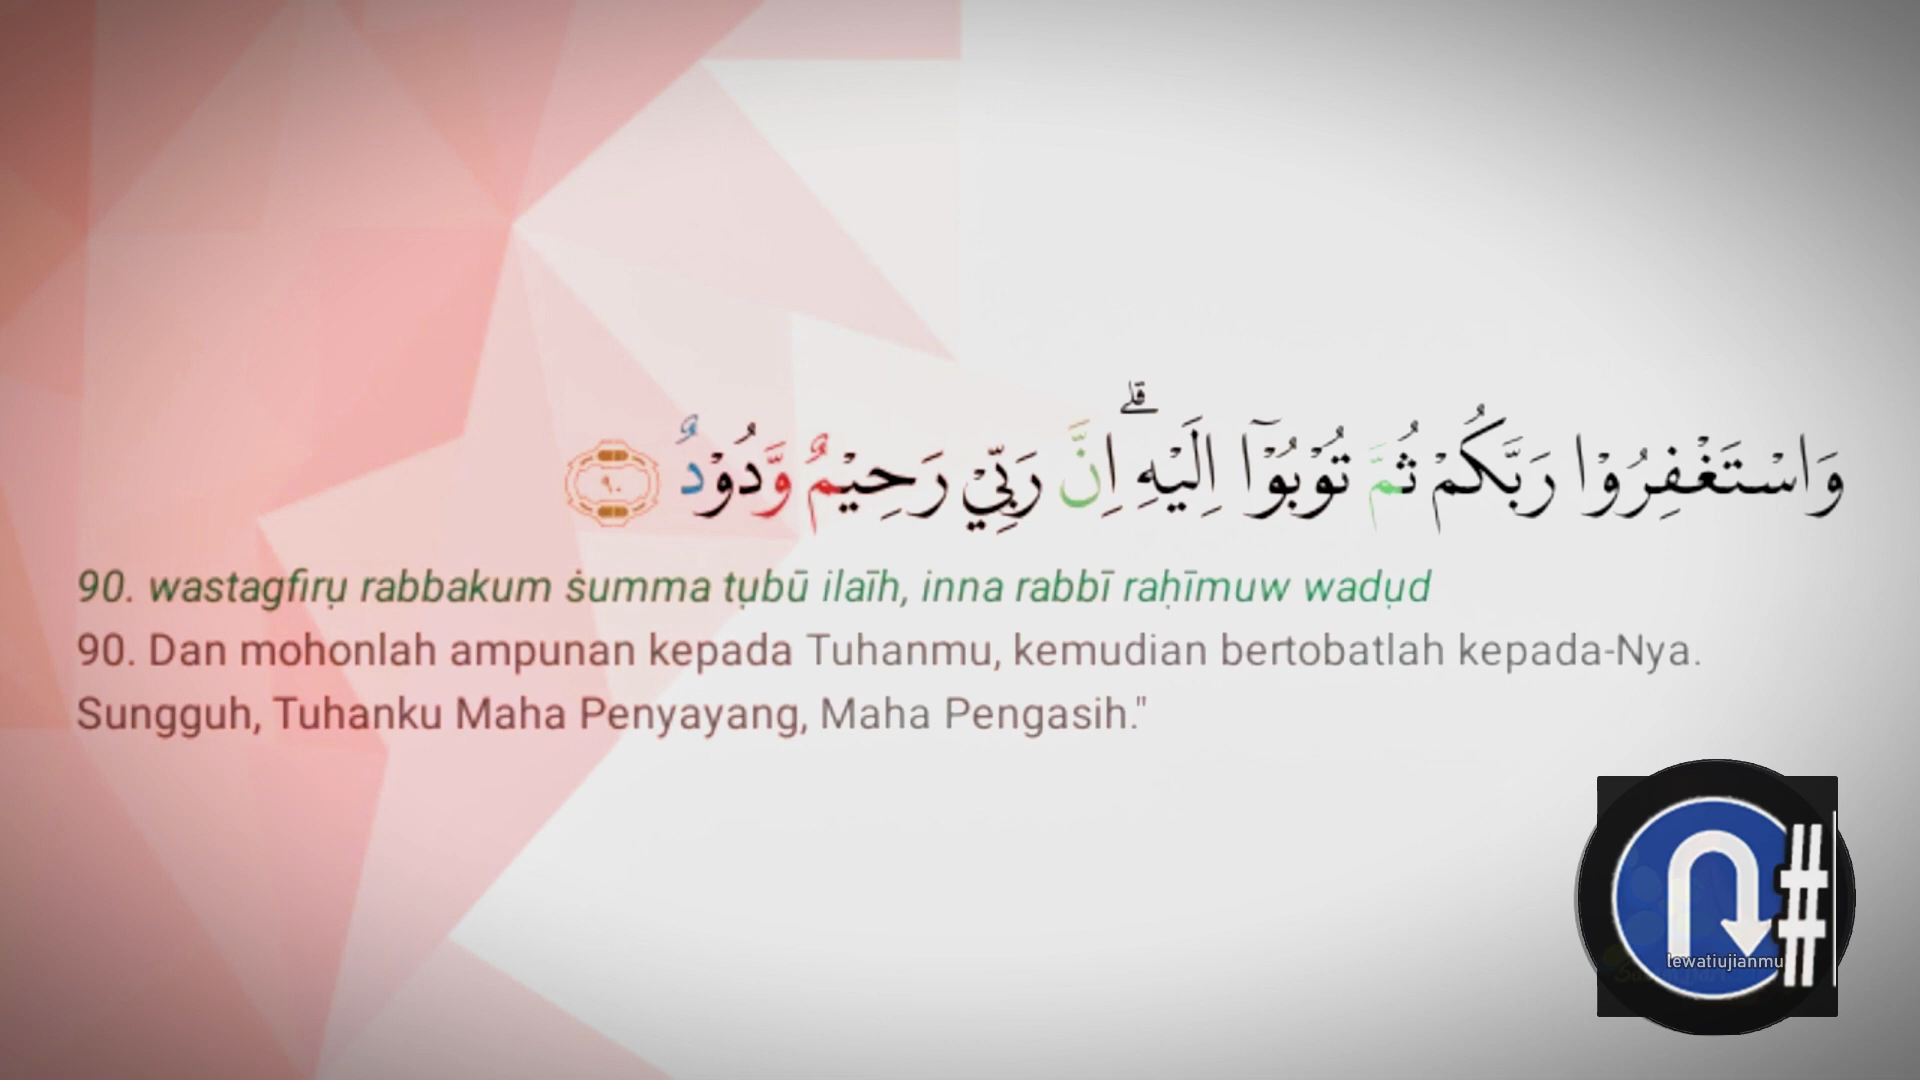 وَاسْتَغْفِرُوْا رَبَّكُمْ ثُمَّ تُوْبُوْٓا اِلَيْهِ ۗاِنَّ رَبِّيْ رَحِيْمٌ وَّدُوْدٌ ٩٠
90. wastagfirụ rabbakum ṡumma tụbū ilaīh, inna rabbī raḥīmuw wadụd
90. Dan mohonlah ampunan kepada Tuhanmu, kemudian bertobatlah kepada-Nya.
Sungguh, Tuhanku Maha Penyayang, Maha Pengasih."
#
lewatiujianmu